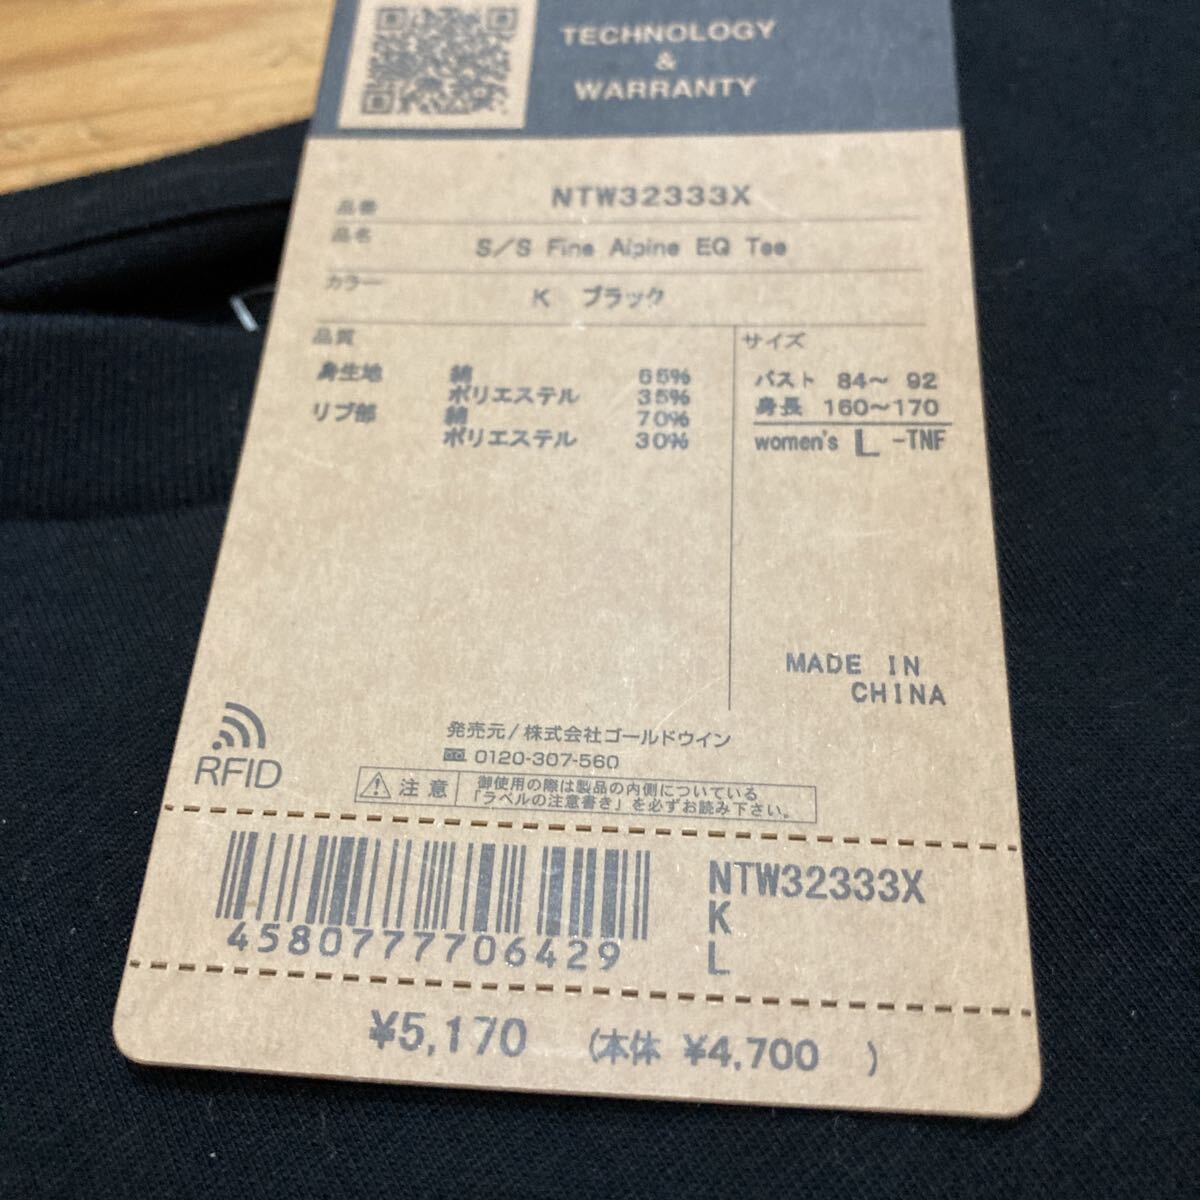 TECHNOLOGY
&
WARRANTY
品番 NTW32333X
品名 S/S Fine Alpine EQ Tee
カラー K ブラック
品質
身生地 綿 65%
ポリエステル 35%
リブ部 綿 70%
ポリエステル 30%
サイズ
バスト 84～ 92
身長 160～170
women's L -TNF
MADE IN
CHINA
発売元/株式会社ゴールドウイン
0120-307-560
RFID
注意
御使用の際は製品の内側についている
「ラベルの注意書き」を必ずお読み下さい。
4580777706429
NTW32333X
K
L
¥5,170 (本体 ¥4,700 )